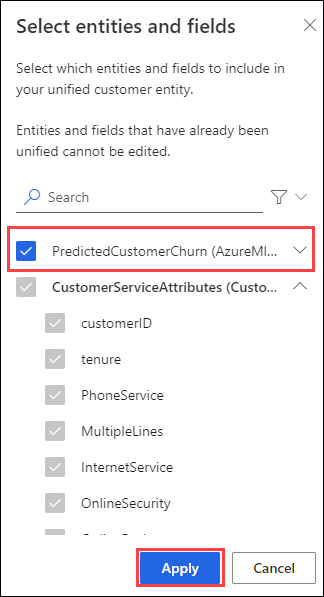 Select entities and fields
Select which entities and fields to include in
your unified customer entity.
Entities and fields that have already been
unified cannot be edited.
Search
PredictedCustomerChurn (AzureMl...
CustomerServiceAttributes (Custo...
customerID
tenure
PhoneService
MultipleLines
InternetService
OnlineSecurity
Apply
Cancel